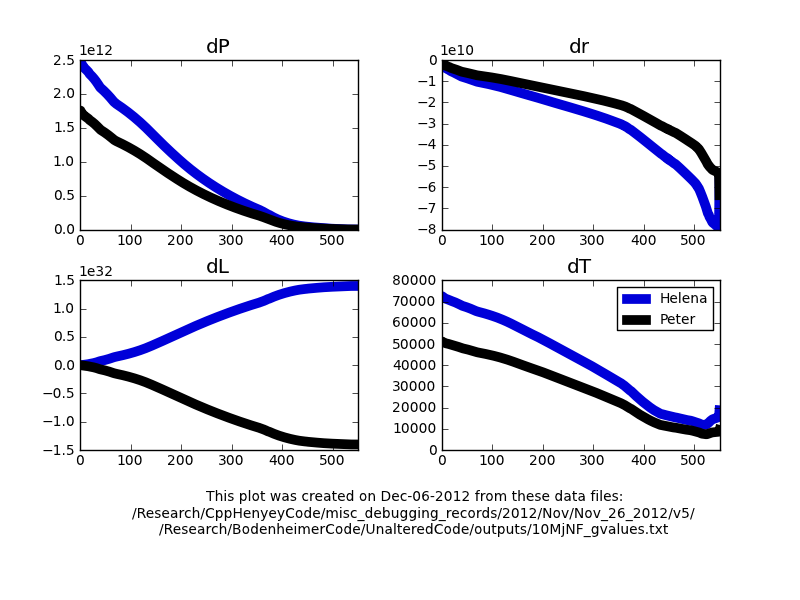 dP
1e12
2.5
2.0
1.5
1.0
0.5
0.0
0 100 200 300 400 500
dr
1e10
0
−1
−2
−3
−4
−5
−6
−7
−8
0 100 200 300 400 500
dL
1e32
1.5
1.0
0.5
0.0
−0.5
−1.0
−1.5
0 100 200 300 400 500
dT
80000
70000
60000
50000
40000
30000
20000
10000
0
0 100 200 300 400 500
Helena
Peter
This plot was created on Dec-06-2012 from these data files:
/Research/CppHenyeyCode/misc_debugging_records/2012/Nov/Nov_26_2012/v5/
/Research/BodenheimerCode/UnalteredCode/outputs/10MjNF_gvalues.txt